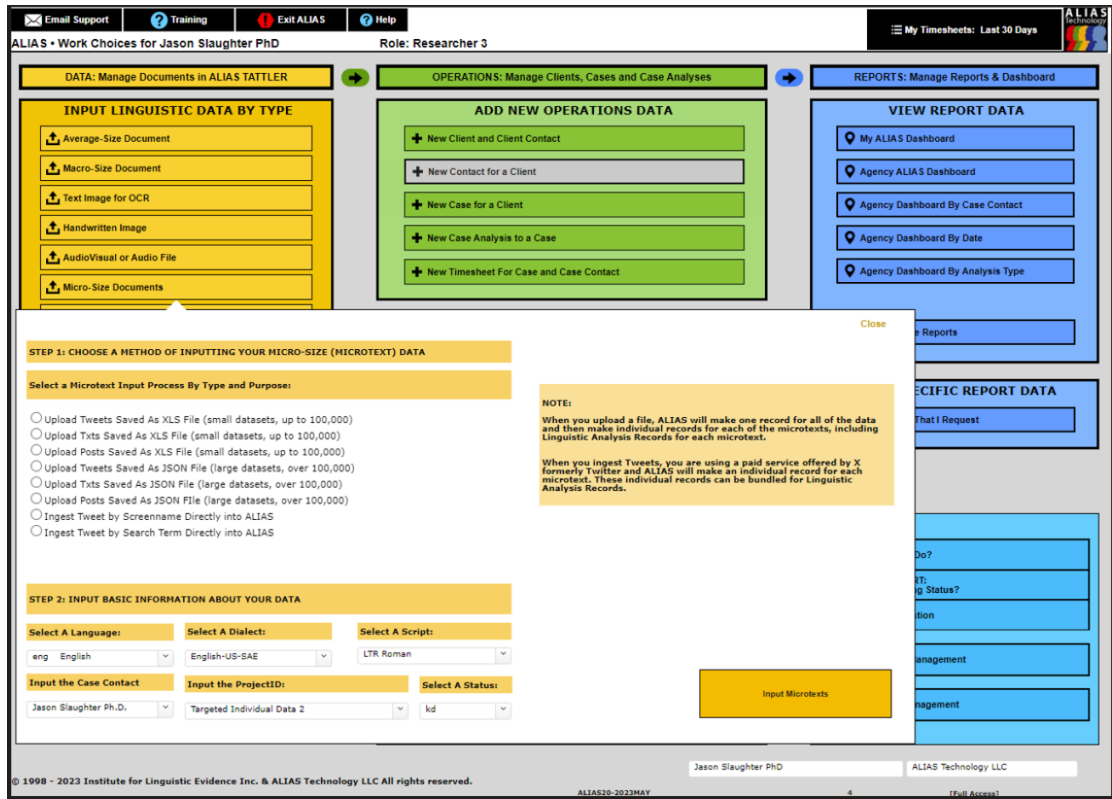 Email Support
Training
Exit ALIAS
Help
My Timesheets: Last 30 Days
ALIAS
Technology
ALIAS • Work Choices for Jason Slaughter PhD
Role: Researcher 3
DATA: Manage Documents in ALIAS TATTLER
OPERATIONS: Manage Clients, Cases and Case Analyses
REPORTS: Manage Reports & Dashboard
INPUT LINGUISTIC DATA BY TYPE
Average-Size Document
Macro-Size Document
Text Image for OCR
Handwritten Image
AudioVisual or Audio File
Micro-Size Documents
ADD NEW OPERATIONS DATA
New Client and Client Contact
New Contact for a Client
New Case for a Client
New Case Analysis to a Case
New Timesheet For Case and Case Contact
VIEW REPORT DATA
My ALIAS Dashboard
Agency ALIAS Dashboard
Agency Dashboard By Case Contact
Agency Dashboard By Date
Agency Dashboard By Analysis Type
Reports
REPORT DATA
That I Request
Do?
RT:
Status?
Close
STEP 1: CHOOSE A METHOD OF INPUTTING YOUR MICRO-SIZE (MICROTEXT) DATA
Select a Microtext Input Process By Type and Purpose:
Upload Tweets Saved As XLS File (small datasets, up to 100,000)
Upload Txts Saved As XLS File (small datasets, up to 100,000)
Upload Posts Saved As XLS File (small datasets, up to 100,000)
Upload Tweets Saved As JSON File (large datasets, over 100,000)
Upload Txts Saved As JSON File (large datasets, over 100,000)
Upload Posts Saved As JSON FIle (large datasets, over 100,000)
Ingest Tweet by Screenname Directly into ALIAS
Ingest Tweet by Search Term Directly into ALIAS
NOTE:
When you upload a file, ALIAS will make one record for all of the data
and then make individual records for each of the microtexts, including
Linguistic Analysis Records for each microtext.
When you ingest Tweets, you are using a paid service offered by X
formerly Twitter and ALIAS will make an individual record for each
microtext. These individual records can be bundled for Linguistic
Analysis Records.
STEP 2: INPUT BASIC INFORMATION ABOUT YOUR DATA
Select A Language:
Select A Dialect:
Select A Script:
eng English
English-US-SAE
LTR Roman
Input the Case Contact
Input the ProjectID:
Select A Status:
Jason Slaughter Ph.D.
Targeted Individual Data 2
kd
Input Microtexts
Jason Slaughter PhD
ALIAS Technology LLC
© 1998 - 2023 Institute for Linguistic Evidence Inc. & ALIAS Technology LLC All rights reserved.
ALIAS20-2023MAY
4
[Full Access]